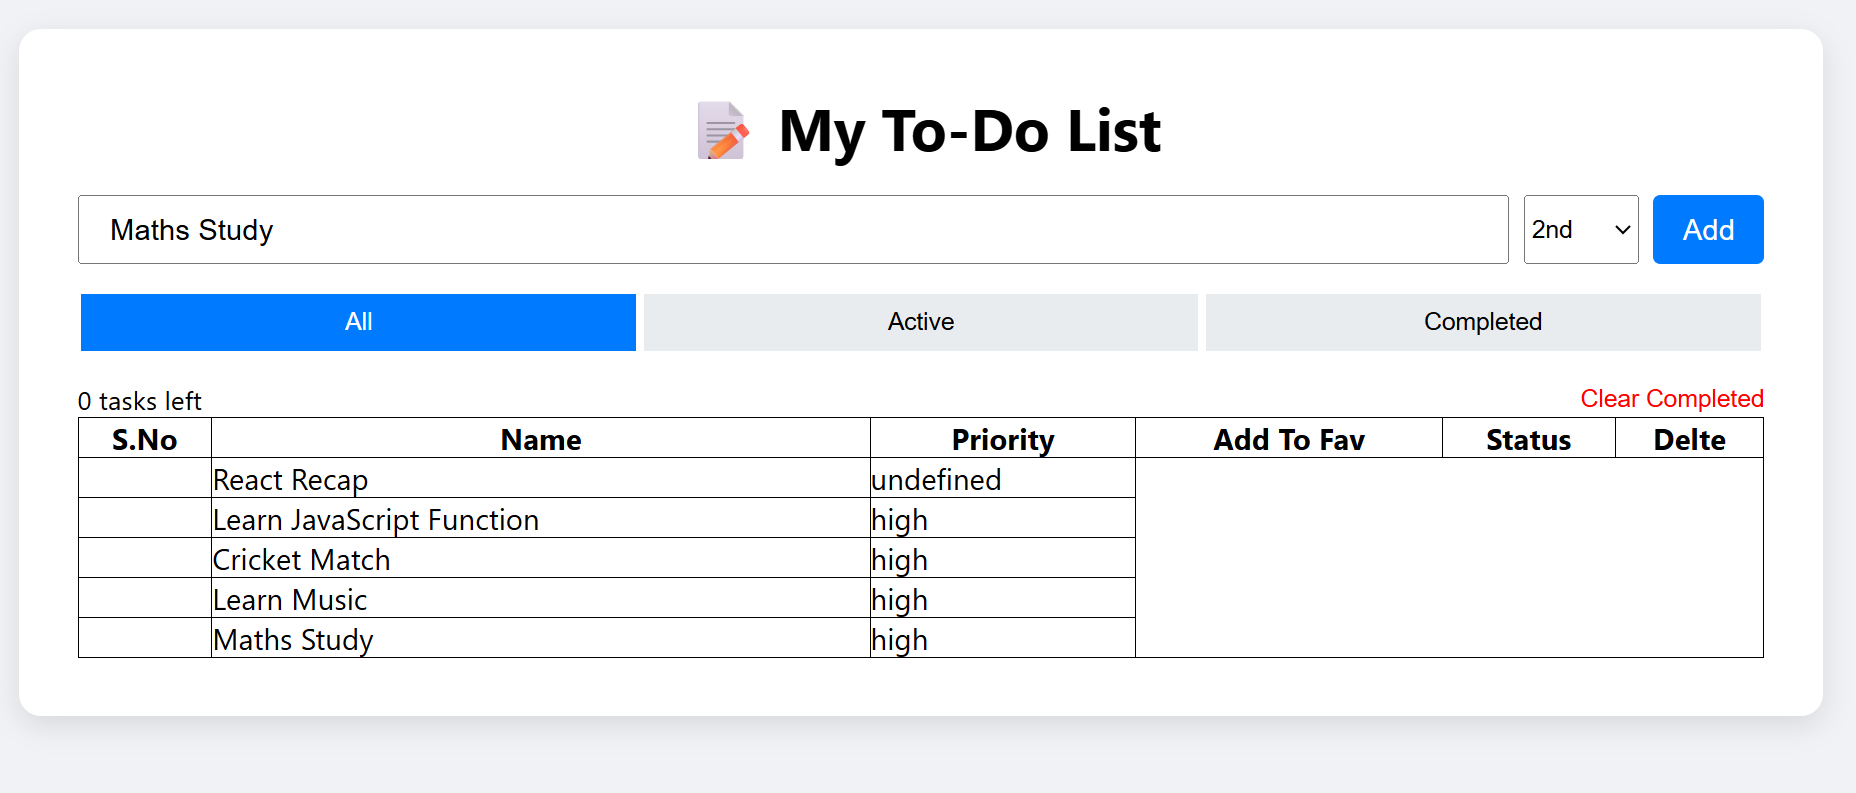 My To-Do List
Maths Study 2nd Add
All Active Completed
0 tasks left Clear Completed
S.No Name Priority Add To Fav Status Delte
React Recap undefined
Learn JavaScript Function high
Cricket Match high
Learn Music high
Maths Study high